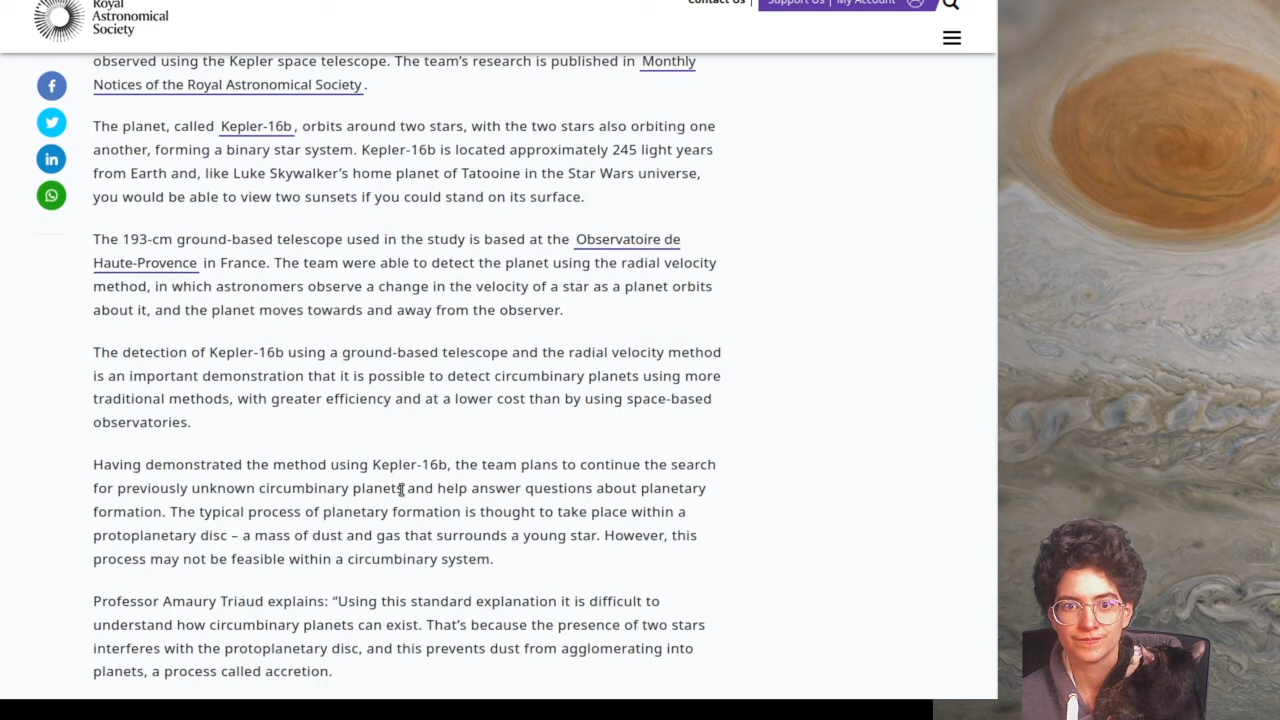 Royal
Astronomical
Society
Contact Us |
Support Us | My Account
observed using the Kepler space telescope. The team’s research is published in Monthly
Notices of the Royal Astronomical Society .
The planet, called Kepler-16b , orbits around two stars, with the two stars also orbiting one
another, forming a binary star system. Kepler-16b is located approximately 245 light years
from Earth and, like Luke Skywalker’s home planet of Tatooine in the Star Wars universe,
you would be able to view two sunsets if you could stand on its surface.
The 193-cm ground-based telescope used in the study is based at the Observatoire de
Haute-Provence in France. The team were able to detect the planet using the radial velocity
method, in which astronomers observe a change in the velocity of a star as a planet orbits
about it, and the planet moves towards and away from the observer.
The detection of Kepler-16b using a ground-based telescope and the radial velocity method
is an important demonstration that it is possible to detect circumbinary planets using more
traditional methods, with greater efficiency and at a lower cost than by using space-based
observatories.
Having demonstrated the method using Kepler-16b, the team plans to continue the search
for previously unknown circumbinary planets and help answer questions about planetary
formation. The typical process of planetary formation is thought to take place within a
protoplanetary disc – a mass of dust and gas that surrounds a young star. However, this
process may not be feasible within a circumbinary system.
Professor Amaury Triaud explains: “Using this standard explanation it is difficult to
understand how circumbinary planets can exist. That’s because the presence of two stars
interferes with the protoplanetary disc, and this prevents dust from agglomerating into
planets, a process called accretion.